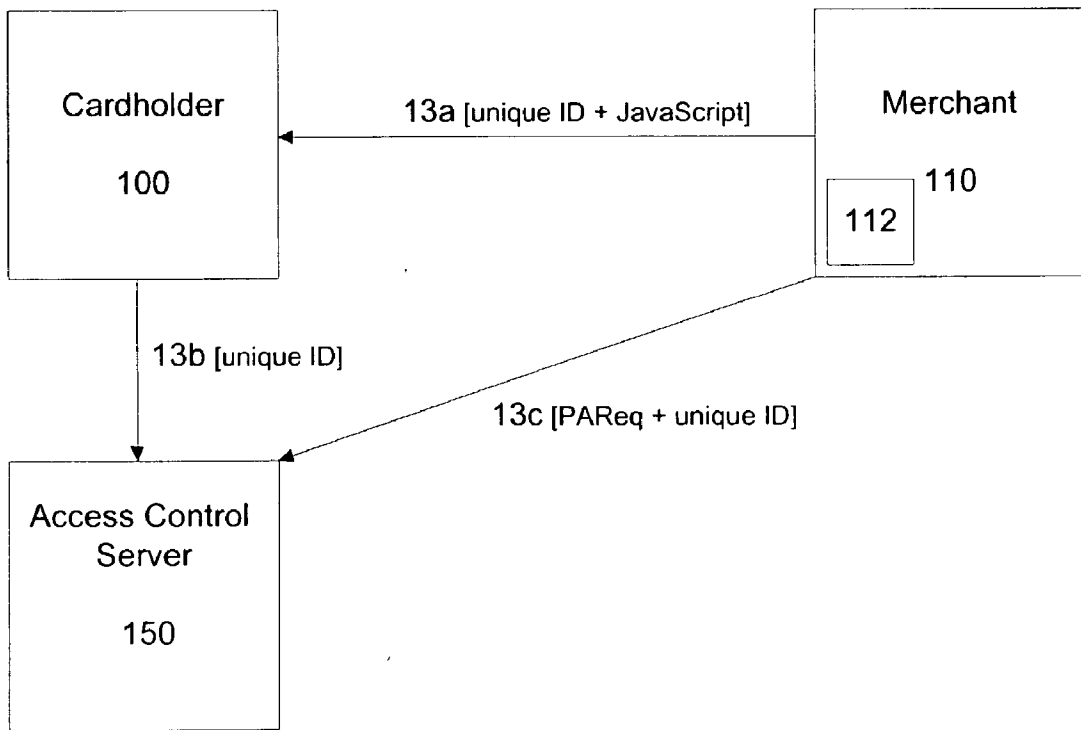 Cardholder
100
13a [unique ID + JavaScript]
Merchant
110
112
13b [unique ID]
13c [PAReq + unique ID]
Access Control
Server
150